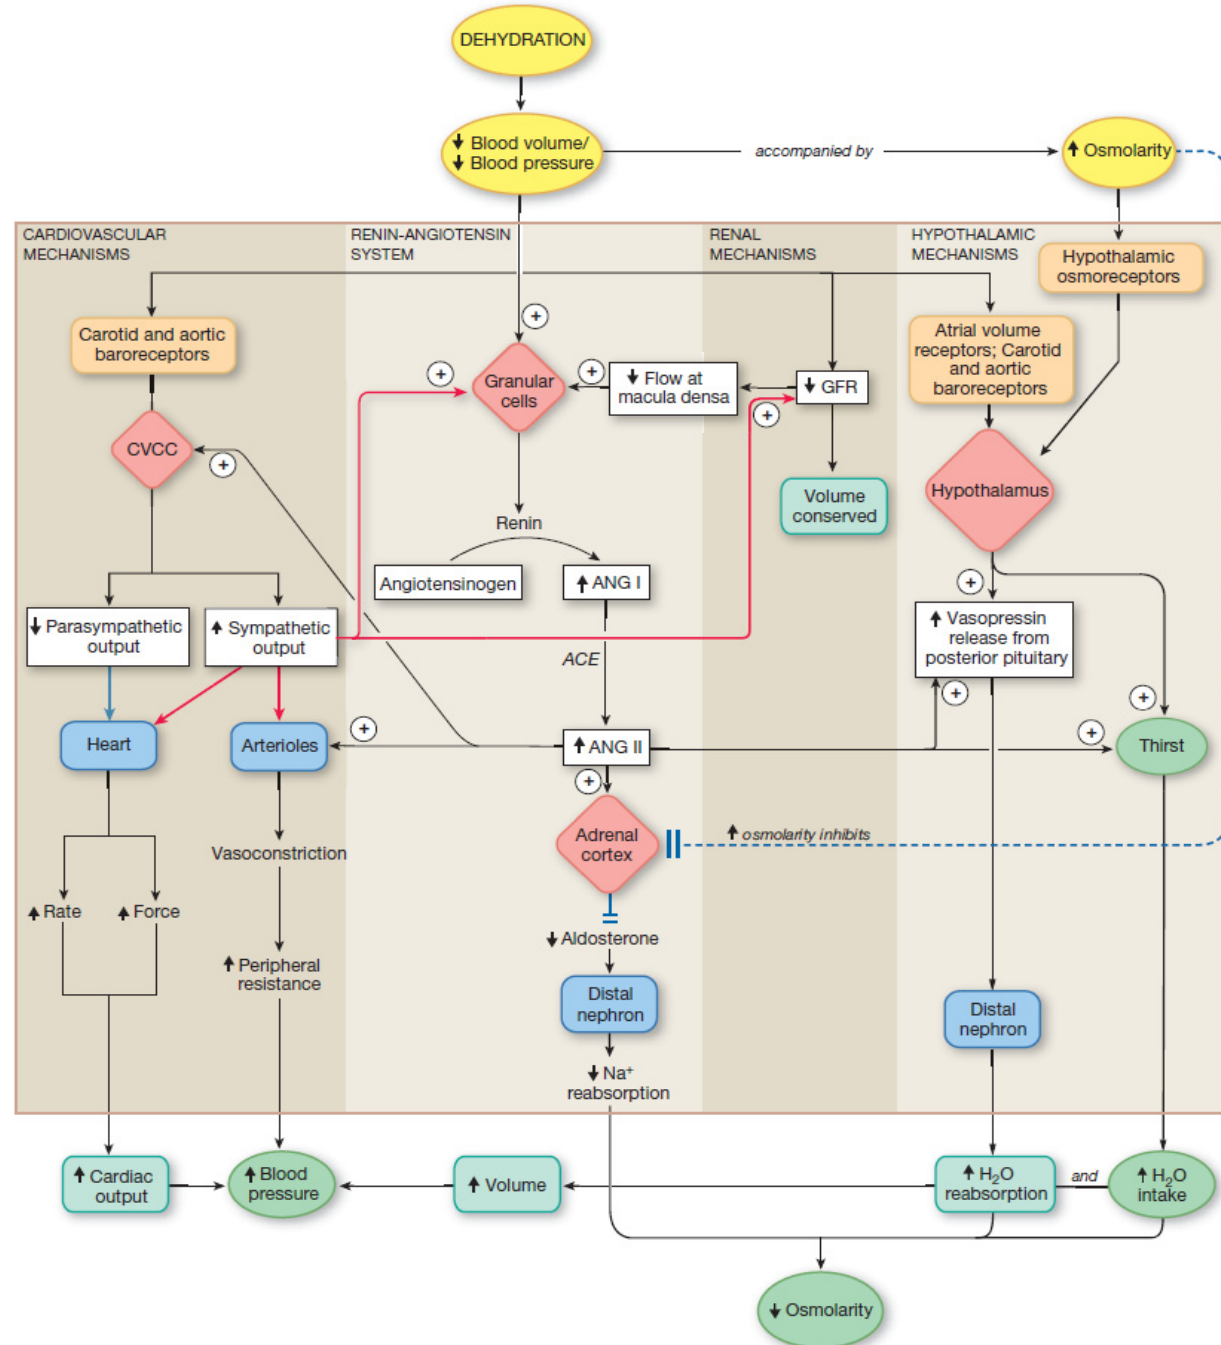 DEHYDRATION
↓ Blood volume/
↓ Blood pressure
accompanied by
↑ Osmolarity
CARDIOVASCULAR
MECHANISMS
RENIN-ANGIOTENSIN
SYSTEM
RENAL
MECHANISMS
HYPOTHALAMIC
MECHANISMS
Hypothalamic
osmoreceptors
Carotid and aortic
baroreceptors
+
Granular
cells
+
+
↓ Flow at
macula densa
↓ GFR
+
Atrial volume
receptors; Carotid
and aortic
baroreceptors
CVCC
+
Volume
conserved
Hypothalamus
Renin
Angiotensinogen
↑ ANG I
+
↓ Parasympathetic
output
↑ Sympathetic
output
ACE
↑ Vasopressin
release from
posterior pituitary
+
+
Heart
Arterioles
+
↑ ANG II
+
Thirst
+
Adrenal
cortex
↑ osmolarity inhibits
Vasoconstriction
↑ Rate
↑ Force
↓ Aldosterone
↑ Peripheral
resistance
Distal
nephron
Distal
nephron
↓ Na⁺
reabsorption
↑ Cardiac
output
↑ Blood
pressure
↑ Volume
↑ H₂O
reabsorption
and
↑ H₂O
intake
↓ Osmolarity